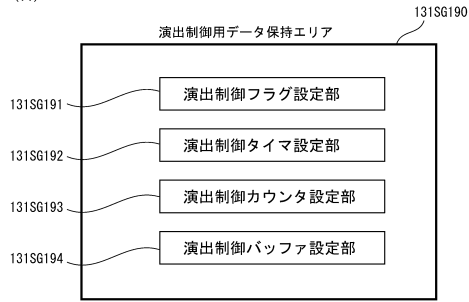 131SG190
演出制御用データ保持エリア
131SG191
演出制御フラグ設定部
131SG192
演出制御タイマ設定部
131SG193
演出制御カウンタ設定部
131SG194
演出制御バッファ設定部